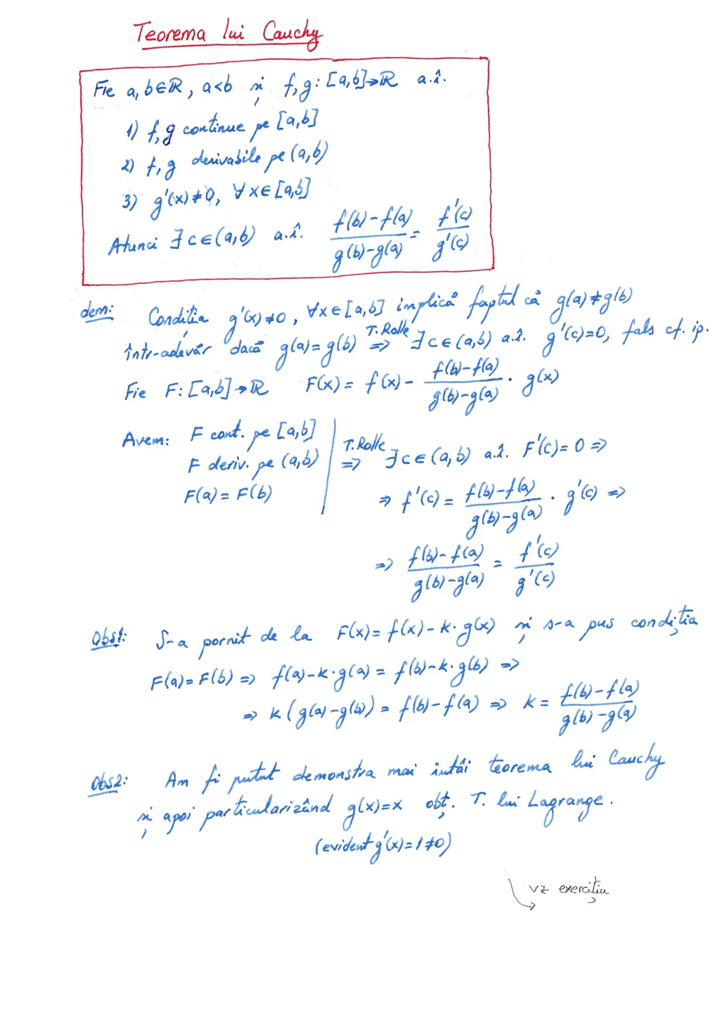 Teorema lui Cauchy
Fie a, b ∈ ℝ, a<b și f, g : [a,b]→ℝ a.î.
1) f, g continue pe [a,b]
2) f, g derivabile pe (a,b)
3) g'(x)≠0, ∀x∈[a,b]
Atunci ∃c∈(a,b) a.î. (f(b)-f(a))/(g(b)-g(a)) = f'(c)/g'(c)
dem: Condiția g'(x)≠0, ∀x∈[a,b] implică faptul că g(a)≠g(b)
într-adevăr dacă g(a)=g(b) T.Rolle ⇒ ∃c∈(a,b) a.î. g'(c)=0, fals cf. ip.
Fie F:[a,b]→ℝ F(x) = f(x) - (f(b)-f(a))/(g(b)-g(a)) · g(x)
Avem: F cont. pe [a,b]
F deriv. pe (a,b)
F(a)=F(b)
T.Rolle ⇒ ∃c∈(a,b) a.î. F'(c)=0 ⇒
⇒ f'(c) = (f(b)-f(a))/(g(b)-g(a)) · g'(c) ⇒
⇒ (f(b)-f(a))/(g(b)-g(a)) = f'(c)/g'(c)
Obs1: S-a pornit de la F(x)=f(x)-k·g(x) și s-a pus condiția
F(a)=F(b) ⇒ f(a)-k·g(a) = f(b)-k·g(b) ⇒
⇒ k(g(a)-g(b)) = f(b)-f(a) ⇒ k = (f(b)-f(a))/(g(b)-g(a))
Obs2: Am fi putut demonstra mai întâi teorema lui Cauchy
și apoi particularizând g(x)=x obț. T. lui Lagrange.
(evident g'(x)=1≠0)
vz exercițiu